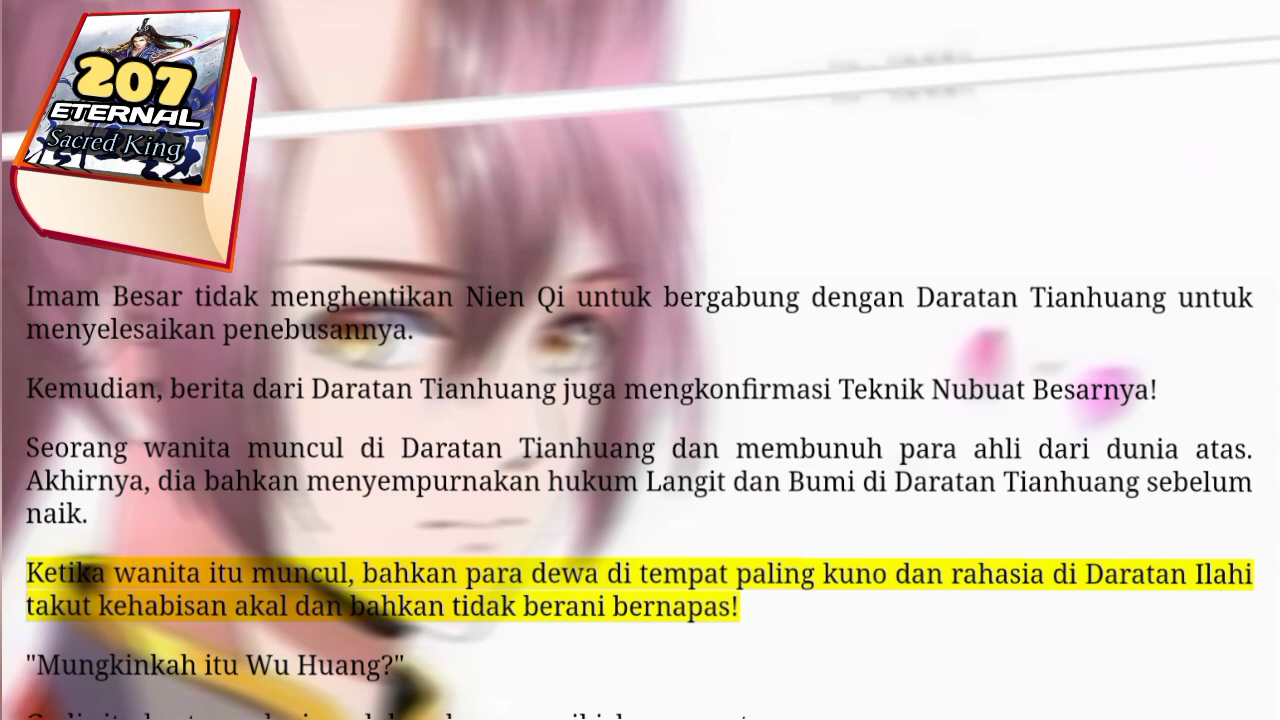 207
ETERNAL
Sacred King
Imam Besar tidak menghentikan Nien Qi untuk bergabung dengan Daratan Tianhuang untuk
menyelesaikan penebusannya.
Kemudian, berita dari Daratan Tianhuang juga mengkonfirmasi Teknik Nubuat Besarnya!
Seorang wanita muncul di Daratan Tianhuang dan membunuh para ahli dari dunia atas.
Akhirnya, dia bahkan menyempurnakan hukum Langit dan Bumi di Daratan Tianhuang sebelum
naik.
Ketika wanita itu muncul, bahkan para dewa di tempat paling kuno dan rahasia di Daratan Ilahi
takut kehabisan akal dan bahkan tidak berani bernapas!
"Mungkinkah itu Wu Huang?"